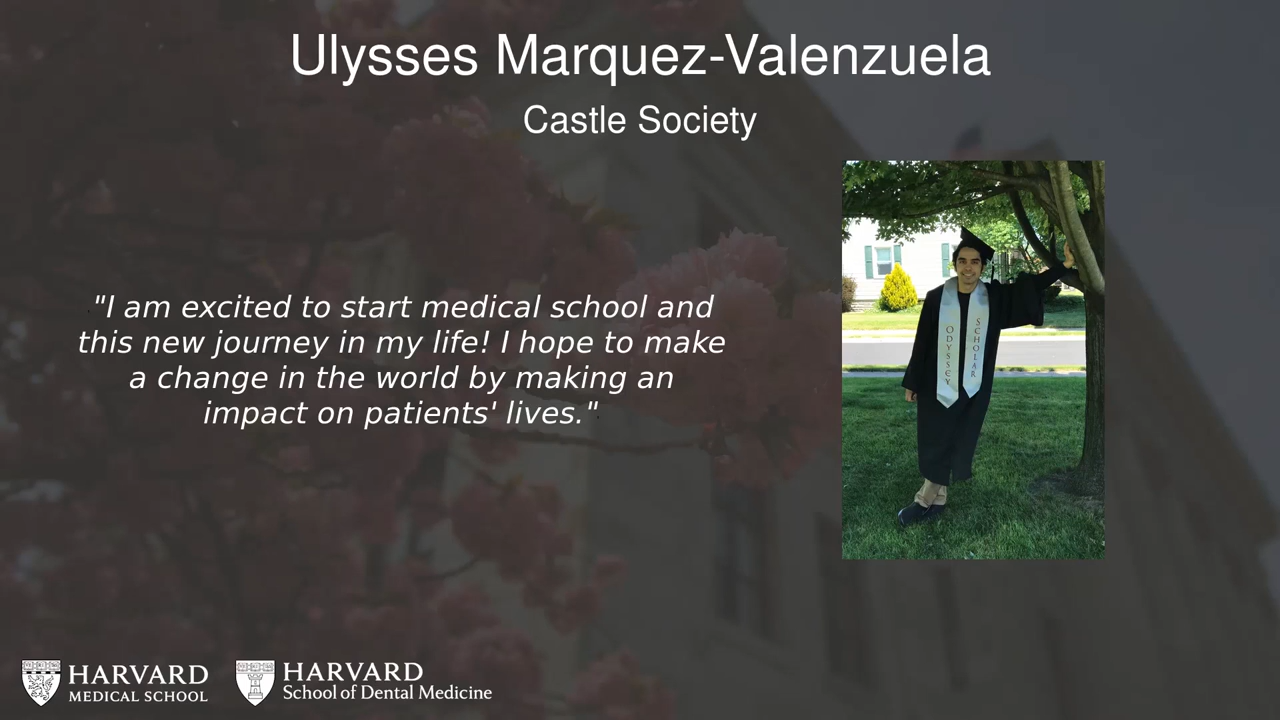 Ulysses Marquez-Valenzuela
Castle Society
"I am excited to start medical school and
this new journey in my life! I hope to make
a change in the world by making an
impact on patients' lives."
ODYSSEY
SCHOLAR
HARVARD
MEDICAL SCHOOL
HARVARD
School of Dental Medicine